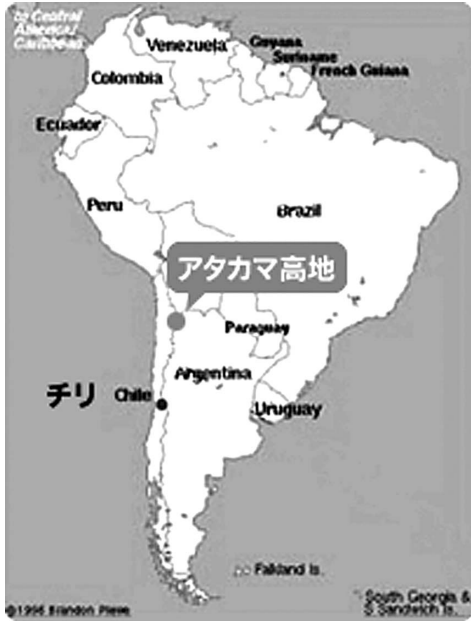 to Central
America/
Caribbean
Venezuela
Guyana
Suriname
French Guiana
Colombia
Ecuador
Peru
Brazil
アタカマ高地
Paraguay
Argentina
チリ
Chile
Uruguay
Falkland Is.
South Georgia &
S Sandwich Is.
©1996 Brandon Plewe